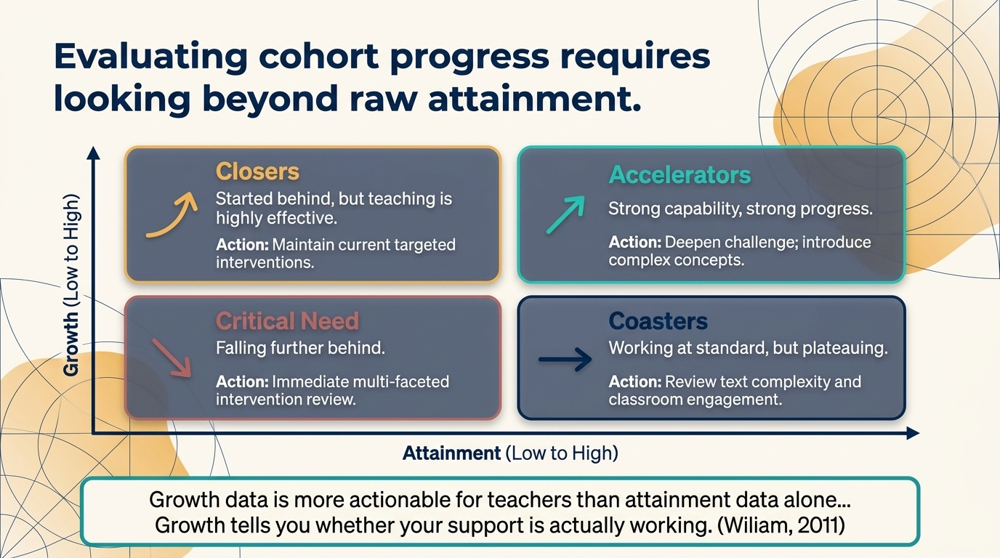 Evaluating cohort progress requires
looking beyond raw attainment.
Growth (Low to High)
Closers
Started behind, but teaching is
highly effective.
Action: Maintain current targeted
interventions.
Accelerators
Strong capability, strong progress.
Action: Deepen challenge; introduce
complex concepts.
Critical Need
Falling further behind.
Action: Immediate multi-faceted
intervention review.
Coasters
Working at standard, but plateauing.
Action: Review text complexity and
classroom engagement.
Attainment (Low to High)
Growth data is more actionable for teachers than attainment data alone...
Growth tells you whether your support is actually working. (Wiliam, 2011)